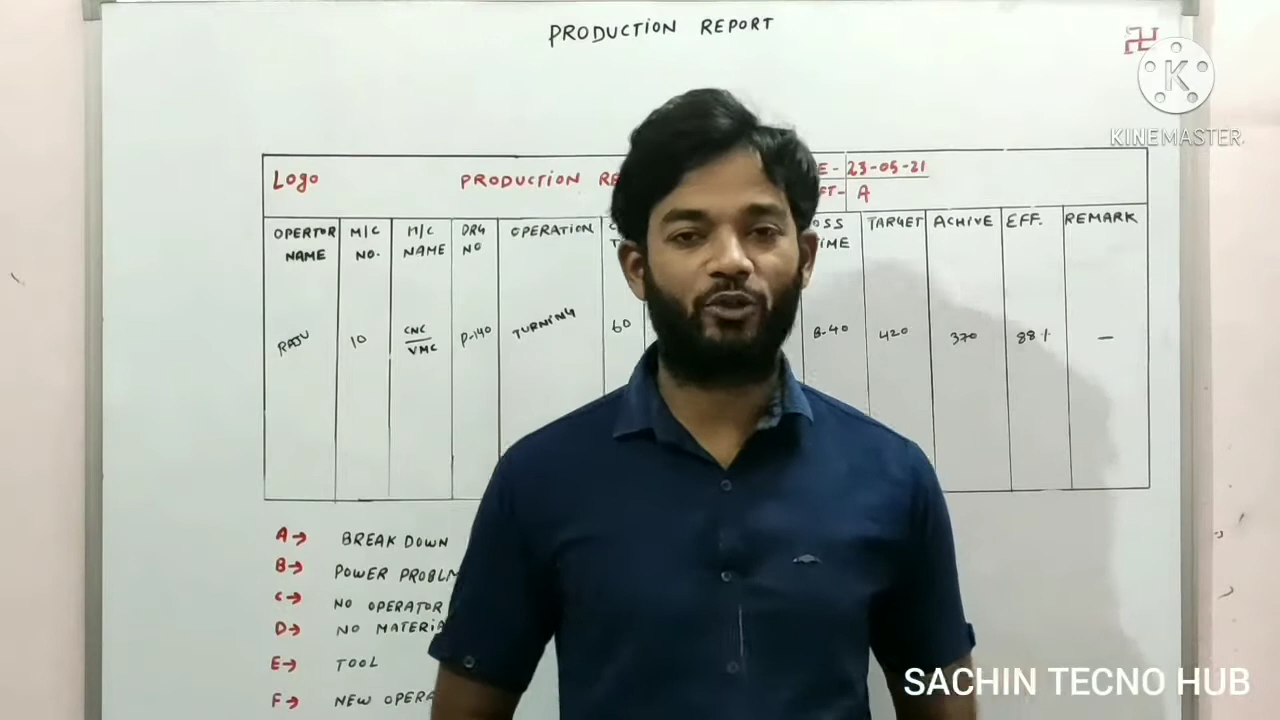 PRODUCTION REPORT
卐
K
KINEMASTER
Logo PRODUCTION RE E- 23-05-21
FT- A
OPERTOR NAME M/C NO. M/C NAME DRG NO OPERATION C T OSS TIME TARGET ACHIVE EFF. REMARK
RAJU 10 CNC/VMC P-140 TURNING 60 B-40 420 370 88% —
A→ BREAK DOWN
B→ POWER PROBLM
C→ NO OPERATOR
D→ NO MATERIA
E→ TOOL
F→ NEW OPERA
SACHIN TECNO HUB